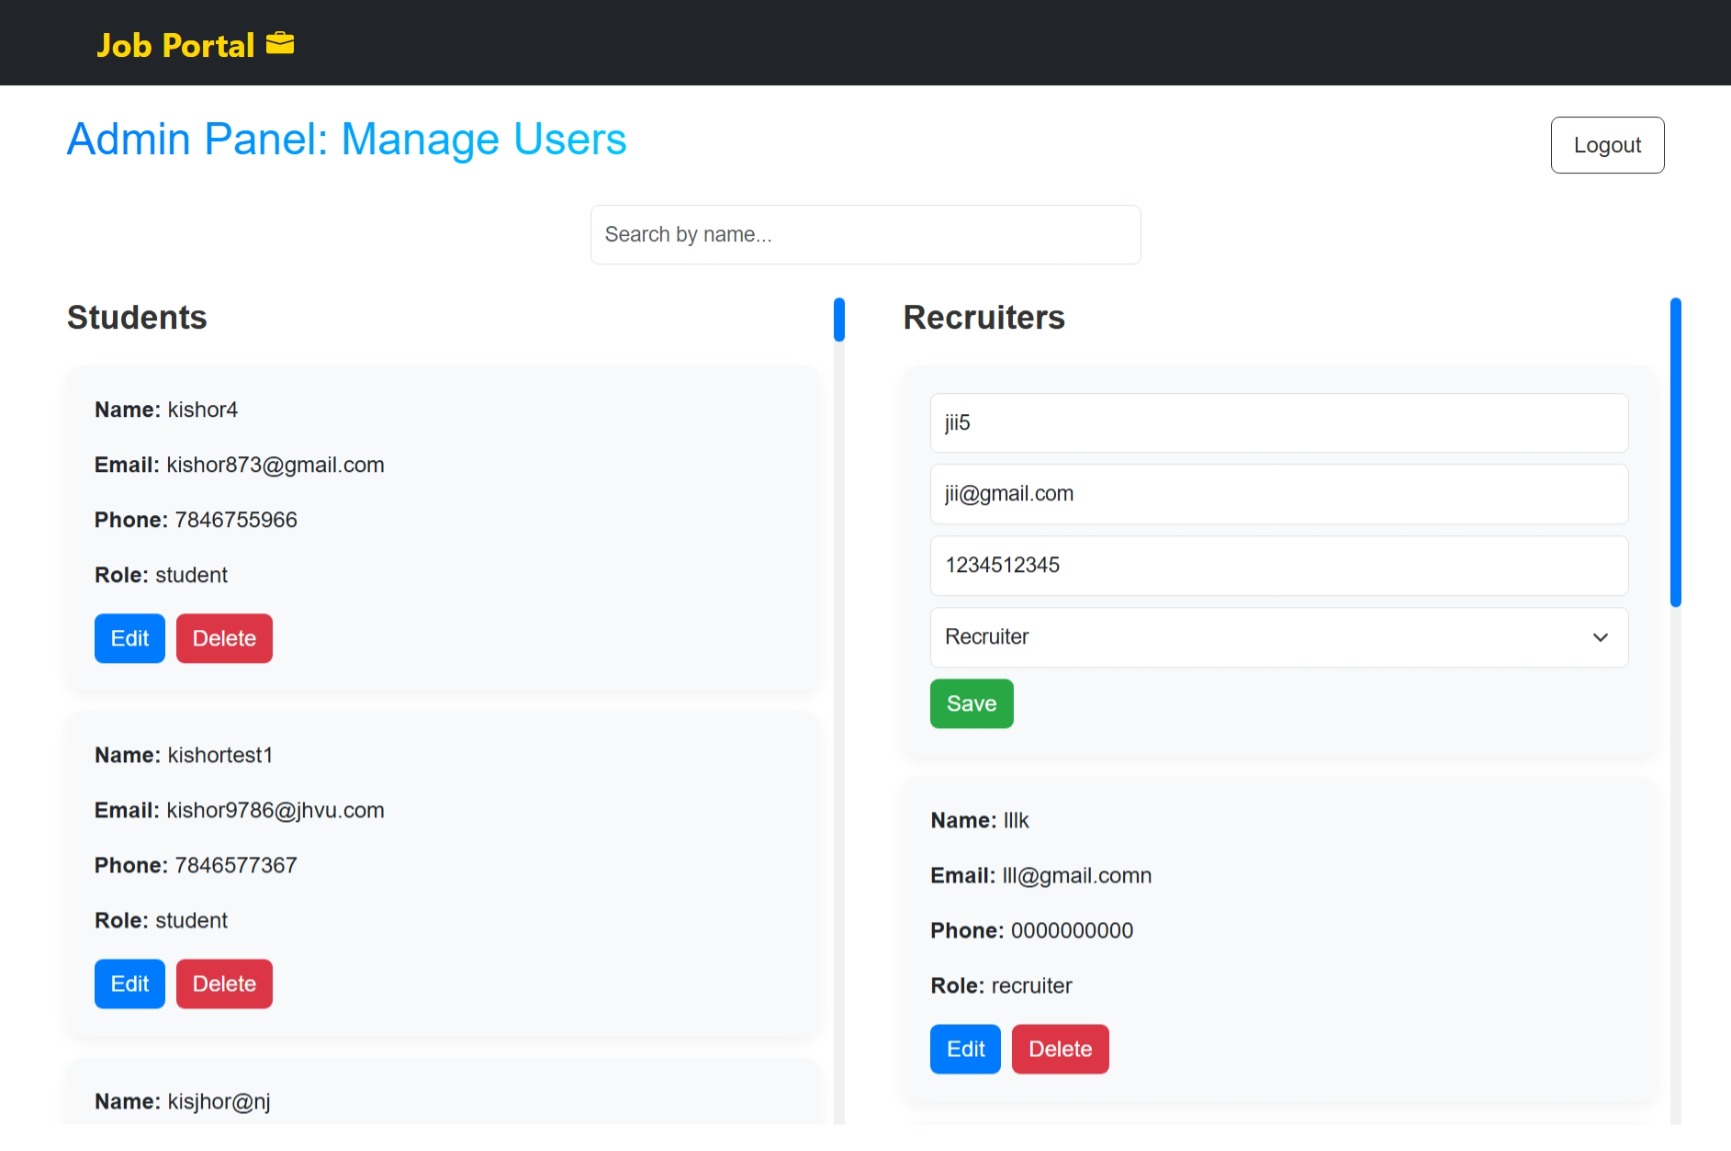 Job Portal
Admin Panel: Manage Users
Logout
Search by name...
Students
Name: kishor4
Email: kishor873@gmail.com
Phone: 7846755966
Role: student
Edit Delete
Name: kishortest1
Email: kishor9786@jhvu.com
Phone: 7846577367
Role: student
Edit Delete
Name: kisjhor@nj
Recruiters
jii5
jii@gmail.com
1234512345
Recruiter
Save
Name: lllk
Email: lll@gmail.comn
Phone: 0000000000
Role: recruiter
Edit Delete